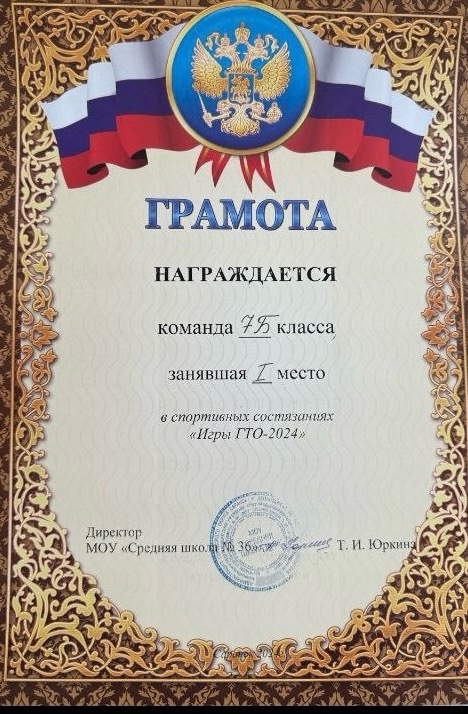 ГРАМОТА
НАГРАЖДАЕТСЯ
команда 7Б класса,
занявшая I место
в спортивных состязаниях
«Игры ГТО-2024»
Директор
МОУ «Средняя школа № 36» Т. И. Юркина